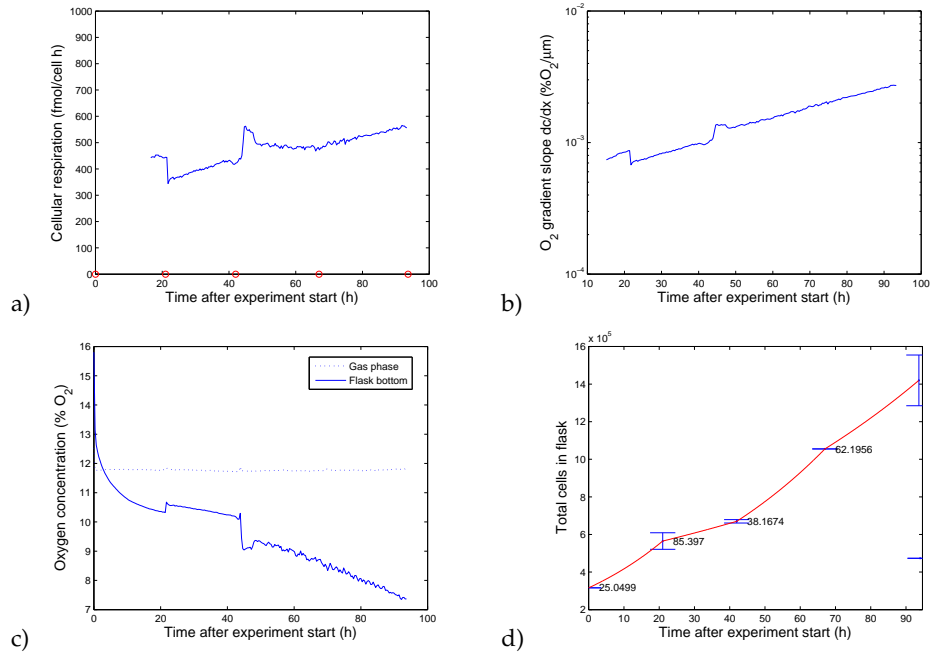 1000
900
800
700
600
500
400
300
200
100
0
Cellular respiration (fmol/cell h)
0 20 40 60 80 100
Time after experiment start (h)
a)
10⁻²
10⁻³
10⁻⁴
O₂ gradient slope dc/dx (%O₂/μm)
10 20 30 40 50 60 70 80 90 100
Time after experiment start (h)
b)
16
15
14
13
12
11
10
9
8
7
Oxygen concentration (% O₂)
Gas phase
Flask bottom
0 20 40 60 80 100
Time after experiment start (h)
c)
x 10⁵
16
14
12
10
8
6
4
2
Total cells in flask
25.0499
85.397
38.1674
62.1956
0 10 20 30 40 50 60 70 80 90
Time after experiment start (h)
d)